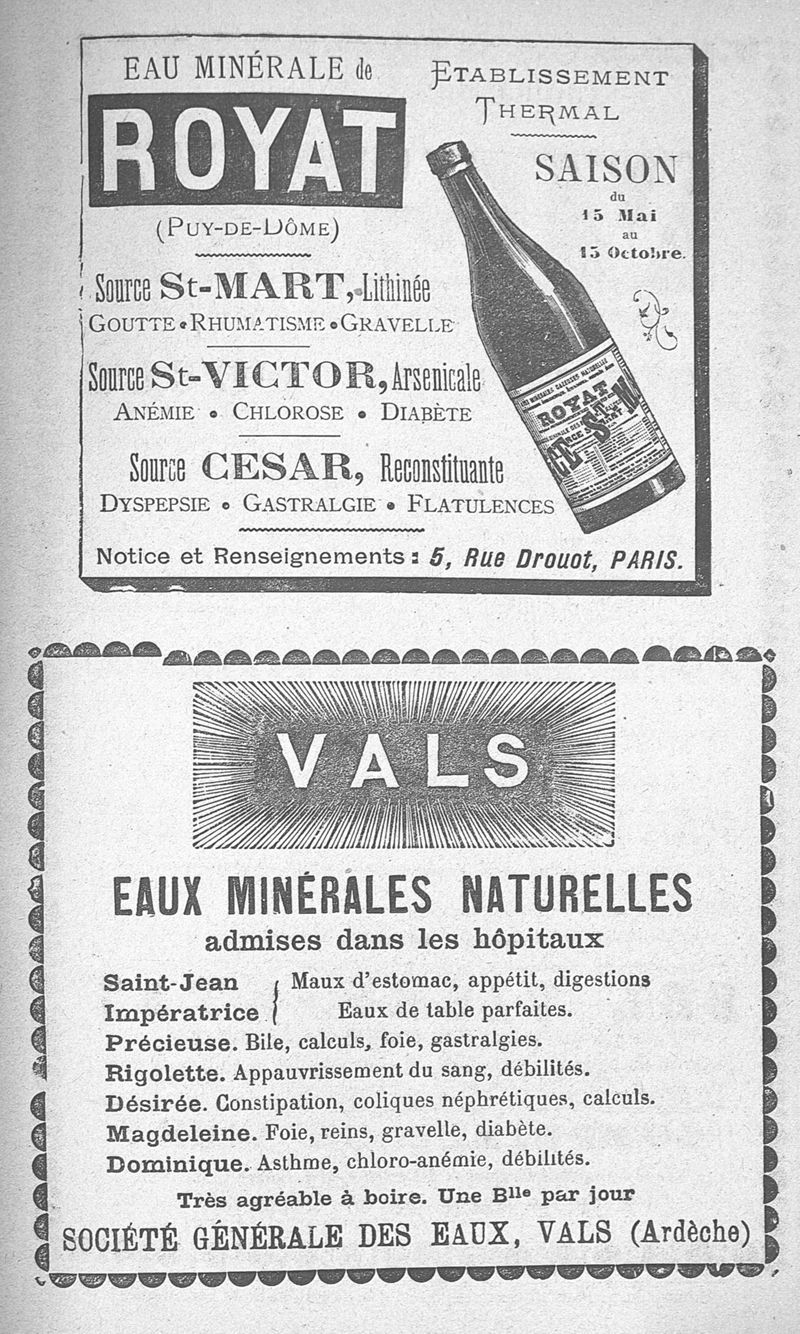 EAU MINÉRALE de
ROYAT
(PUY-DE-DÔME)
ETABLISSEMENT
THERMAL
SAISON
du
15 Mai
au
15 Octobre.
Source St-MART, Lithinée
GOUTTE • RHUMATISME • GRAVELLE
Source St-VICTOR, Arsenicale
ANÉMIE • CHLOROSE • DIABÈTE
Source CESAR, Reconstituante
DYSPEPSIE • GASTRALGIE • FLATULENCES
ROYAT
Notice et Renseignements : 5, Rue Drouot, PARIS.
VALS
EAUX MINÉRALES NATURELLES
admises dans les hôpitaux
Saint-Jean { Maux d'estomac, appétit, digestions
Impératrice { Eaux de table parfaites.
Précieuse. Bile, calculs, foie, gastralgies.
Rigolette. Appauvrissement du sang, débilités.
Désirée. Constipation, coliques néphrétiques, calculs.
Magdeleine. Foie, reins, gravelle, diabète.
Dominique. Asthme, chloro-anémie, débilités.
Très agréable à boire. Une Blle par jour
SOCIÉTÉ GÉNÉRALE DES EAUX, VALS (Ardèche)